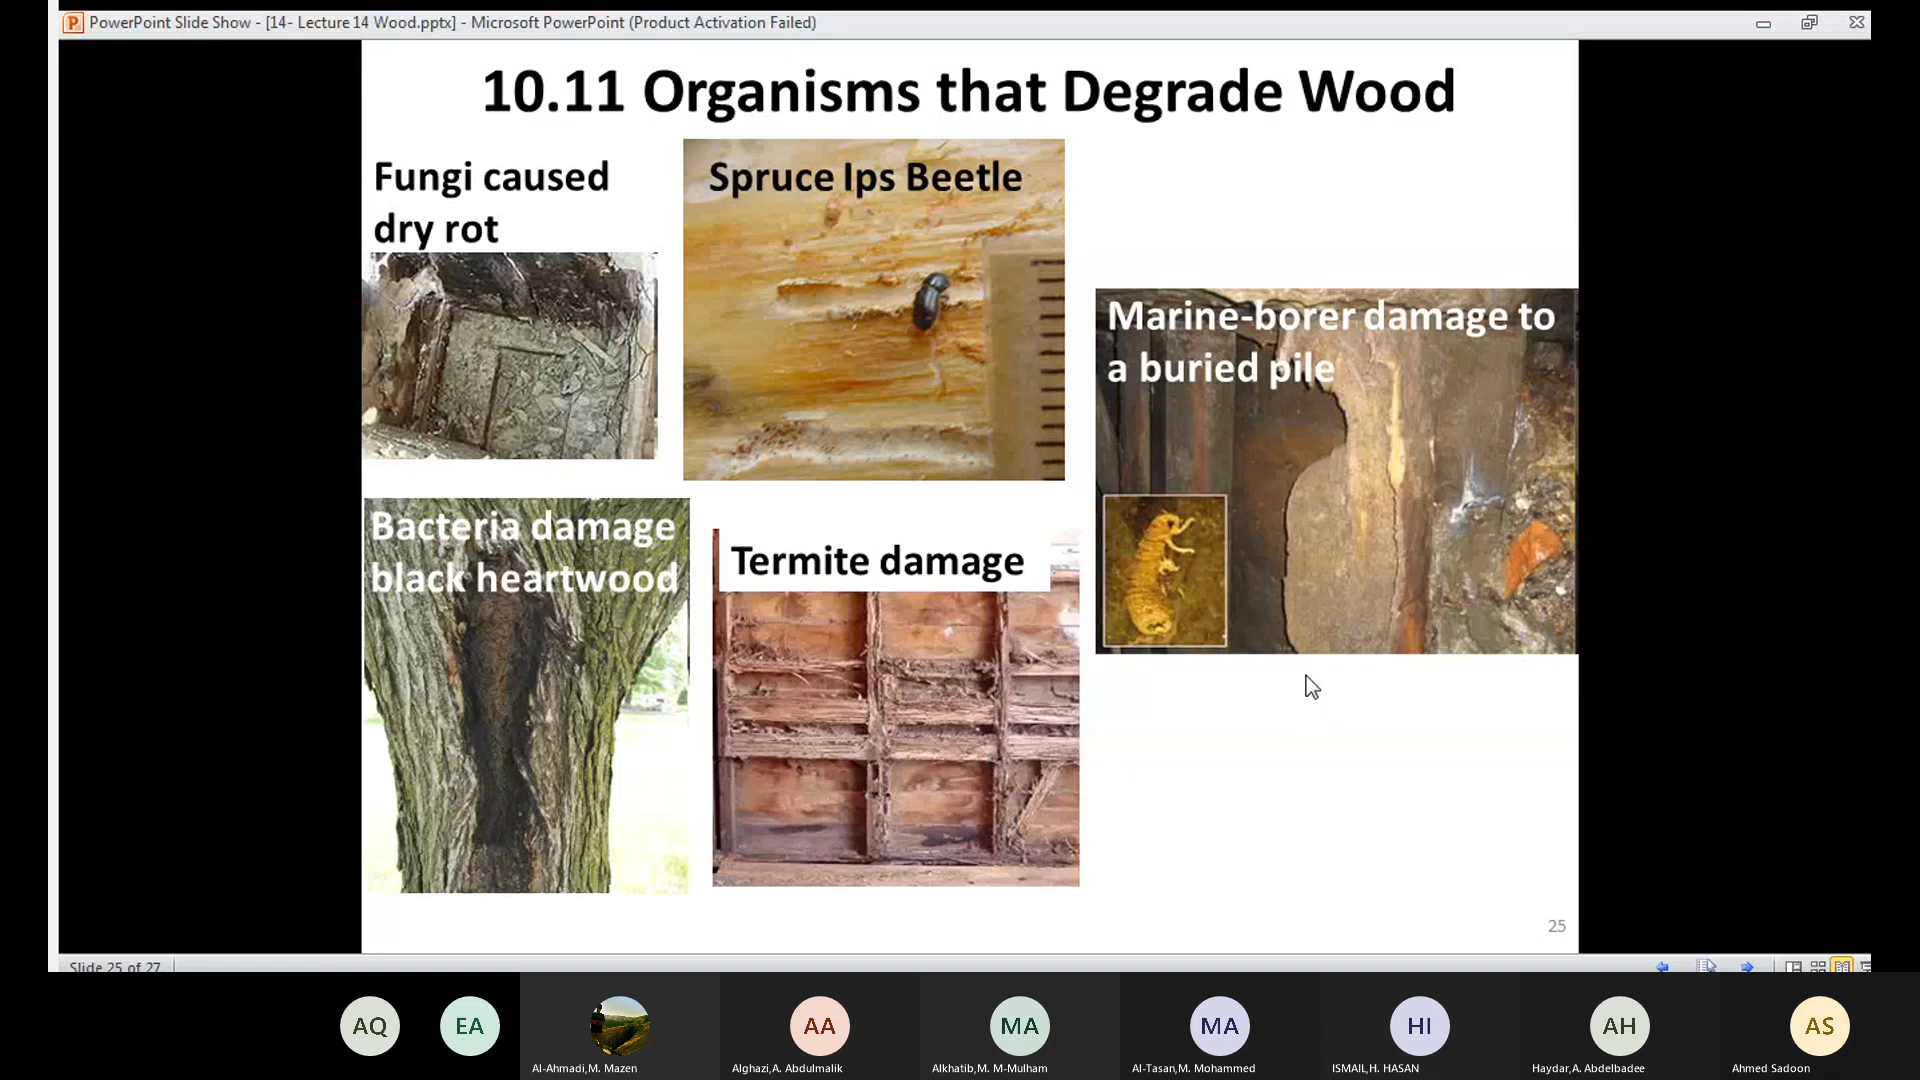 PowerPoint Slide Show - [14- Lecture 14 Wood.pptx] - Microsoft PowerPoint (Product Activation Failed)
10.11 Organisms that Degrade Wood
Fungi caused
dry rot
Spruce Ips Beetle
Marine-borer damage to
a buried pile
Bacteria damage
black heartwood
Termite damage
25
Slide 25 of 27
AQ
EA
AA
MA
MA
HI
AH
AS
Al-Ahmadi,M. Mazen
Alghazi,A. Abdulmalik
Alkhatib,M. M-Mulham
Al-Tasan,M. Mohammed
ISMAIL,H. HASAN
Haydar,A. Abdelbadee
Ahmed Sadoon